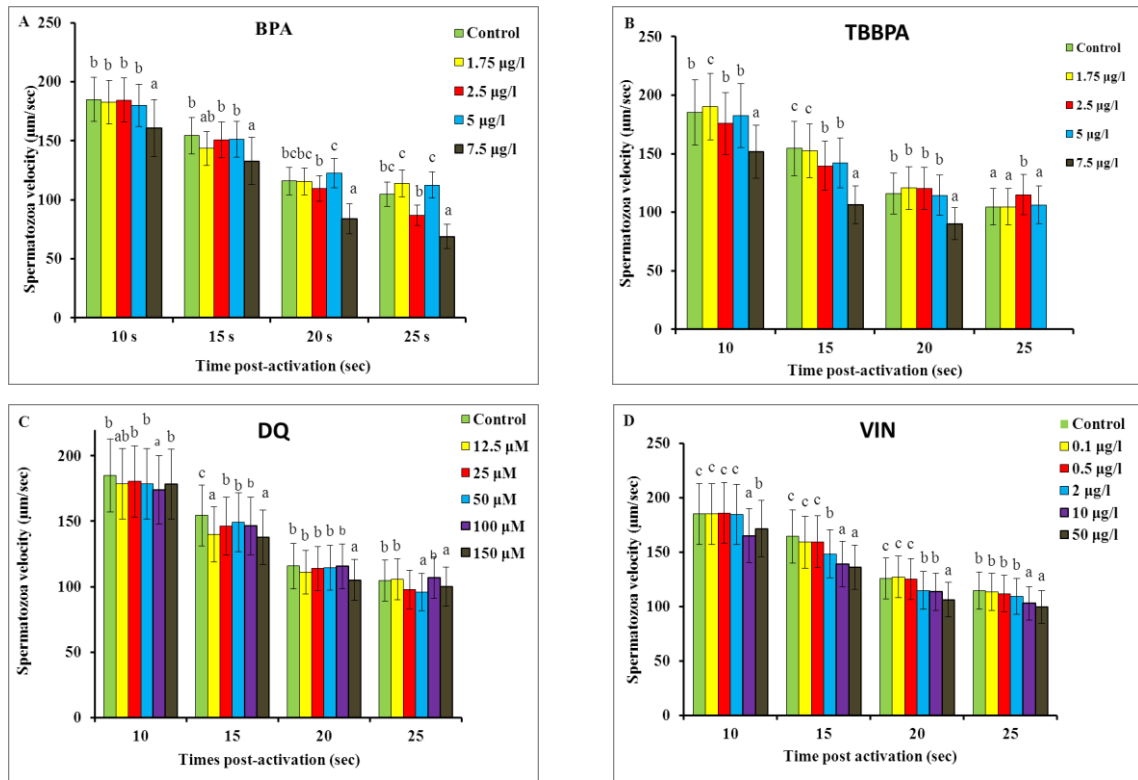 A
BPA
Spermatozoa velocity (µm/sec)
250
200
150
100
50
0
b b b b a
b ab b b a
bc bc b c a
bc c b c a
10 s 15 s 20 s 25 s
Time post-activation (sec)
Control
1.75 µg/l
2.5 µg/l
5 µg/l
7.5 µg/l
B
TBBPA
Spermatozoa velocity (µm/sec)
250
200
150
100
50
0
b c b b a
c c b b a
b b b b a
a a b a
10 15 20 25
Time post-activation (sec)
Control
1.75 µg/l
2.5 µg/l
5 µg/l
7.5 µg/l
C
DQ
Spermatozoa velocity (µm/sec)
200
150
100
50
0
b ab b b a b
c a b b b a
b b b b b a
b b a b a
10 15 20 25
Times post-activation (sec)
Control
12.5 µM
25 µM
50 µM
100 µM
150 µM
D
VIN
Spermatozoa velocity (µm/sec)
250
200
150
100
50
0
c c c c a b
c c c b a a
c c c b b a
b b b b a a
10 15 20 25
Time post activation (sec)
Control
0.1 µg/l
0.5 µg/l
2 µg/l
10 µg/l
50 µg/l